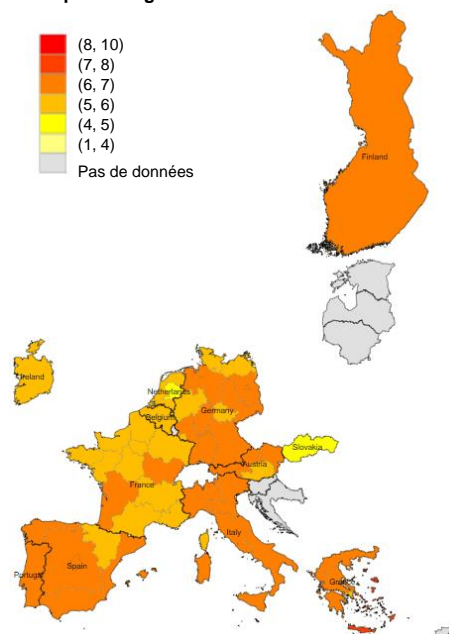 (8, 10)
(7, 8)
(6, 7)
(5, 6)
(4, 5)
(1, 4)
Pas de données
Finland
Ireland
Netherlands
Belgium
Germany
Slovakia
Austria
France
Italy
Spain
Portugal
Greece